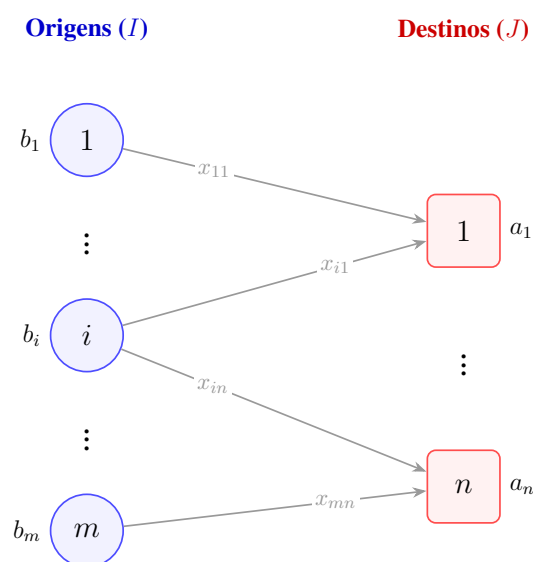 Origens (I)
Destinos (J)
b₁
1
x₁₁
1
a₁
⋮
xᵢ₁
bᵢ
i
⋮
xᵢₙ
⋮
n
aₙ
xₘₙ
bₘ
m